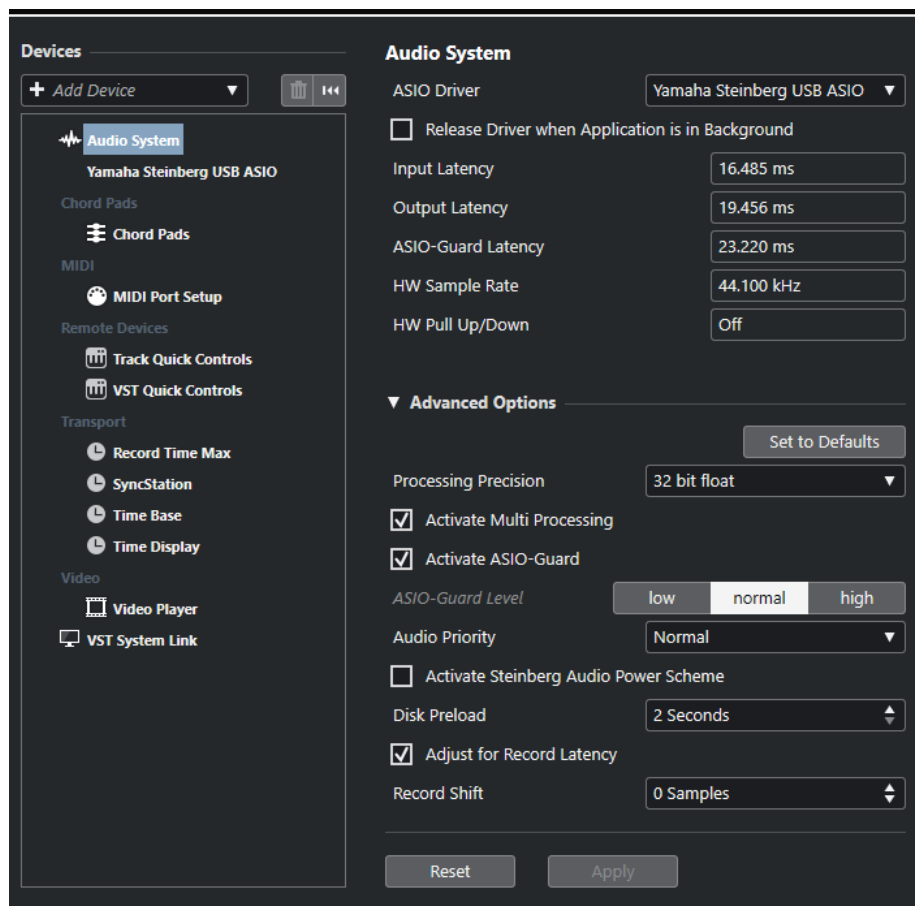 Devices
Add Device
Audio System
Yamaha Steinberg USB ASIO
Chord Pads
Chord Pads
MIDI
MIDI Port Setup
Remote Devices
Track Quick Controls
VST Quick Controls
Transport
Record Time Max
SyncStation
Time Base
Time Display
Video
Video Player
VST System Link
Audio System
ASIO Driver Yamaha Steinberg USB ASIO
Release Driver when Application is in Background
Input Latency 16.485 ms
Output Latency 19.456 ms
ASIO-Guard Latency 23.220 ms
HW Sample Rate 44.100 kHz
HW Pull Up/Down Off
Advanced Options
Set to Defaults
Processing Precision 32 bit float
Activate Multi Processing
Activate ASIO-Guard
ASIO-Guard Level low normal high
Audio Priority Normal
Activate Steinberg Audio Power Scheme
Disk Preload 2 Seconds
Adjust for Record Latency
Record Shift 0 Samples
Reset Apply